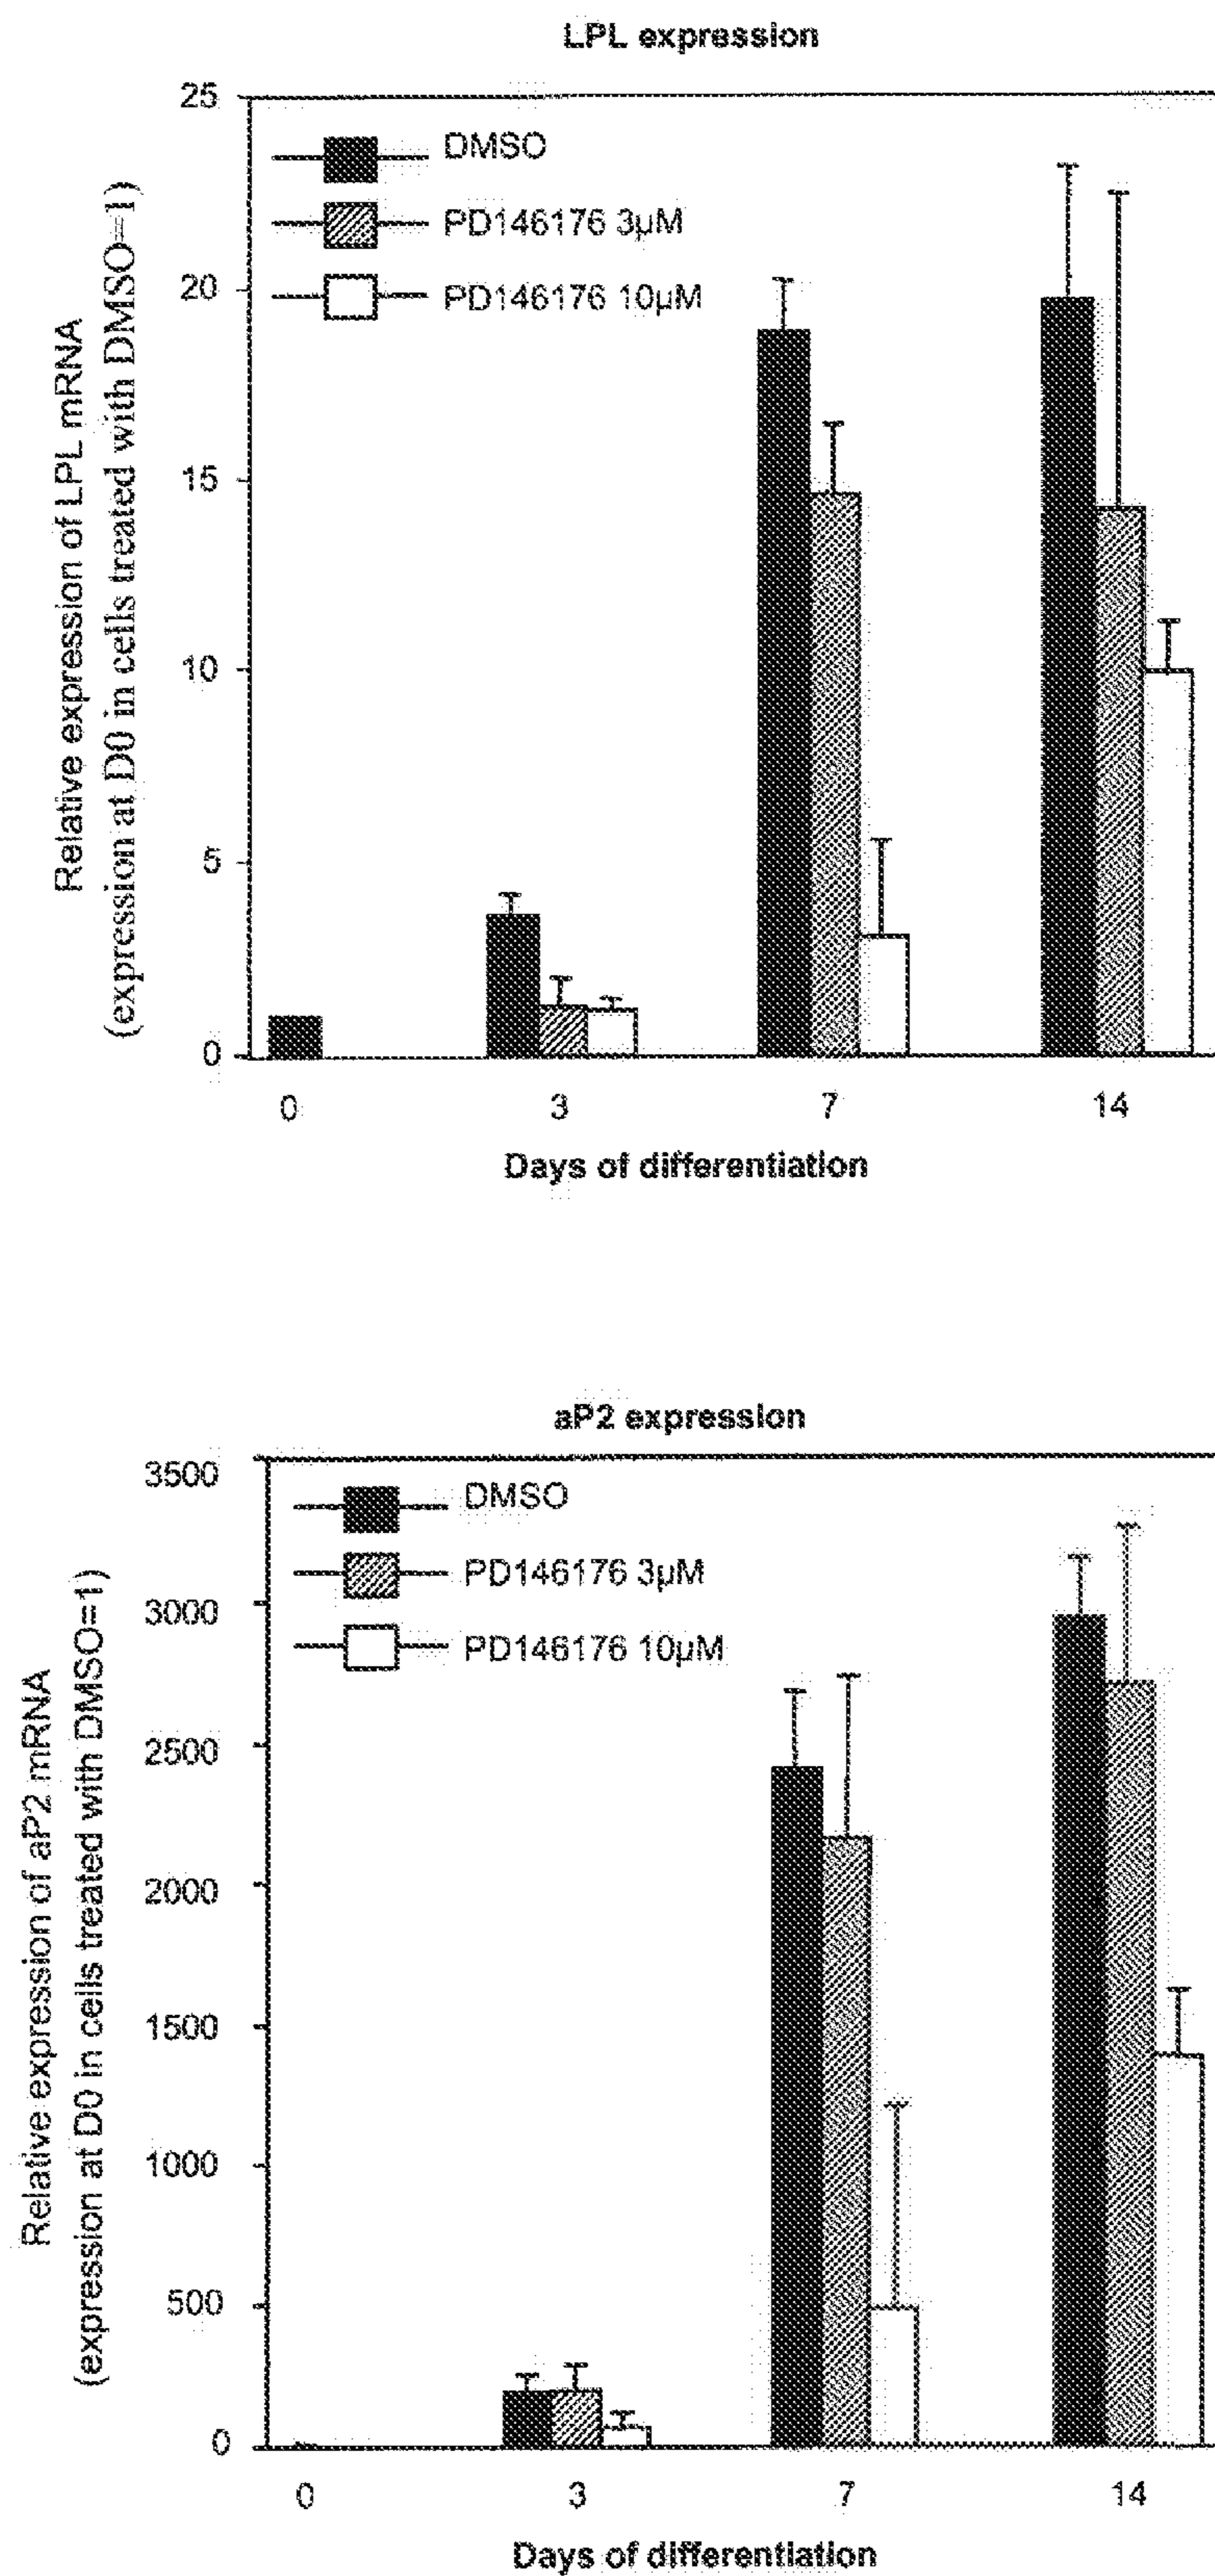 LPL expression
Relative expression of LPL mRNA
(expression at D0 in cells treated with DMSO=1)
25
20
15
10
5
0
DMSO
PD146176 3µM
PD146176 10µM
0 3 7 14
Days of differentiation
aP2 expression
Relative expression of aP2 mRNA
(expression at D0 in cells treated with DMSO=1)
3500
3000
2500
2000
1500
1000
500
0
DMSO
PD146176 3µM
PD146176 10µM
0 3 7 14
Days of differentiation